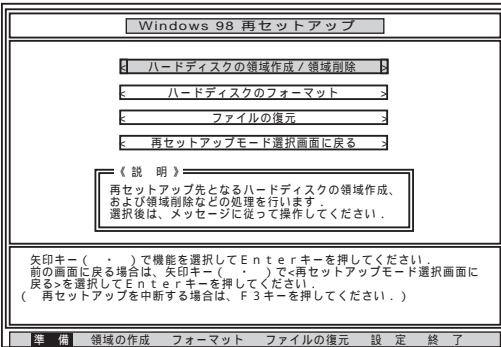 Windows 98 再セットアップ
< ハードディスクの領域作成/領域削除 >
< ハードディスクのフォーマット >
< ファイルの復元 >
< 再セットアップモード選択画面に戻る >
《説 明》
再セットアップ先となるハードディスクの領域作成、
および領域削除などの処理を行います.
選択後は、メッセージに従って操作してください.
矢印キー( ・ )で機能を選択してEnterキーを押してください.
前の画面に戻る場合は、矢印キー( ・ )で<再セットアップモード選択画面に
戻る>を選択してEnterキーを押してください.
( 再セットアップを中断する場合は、F3キーを押してください.)
準 備 領域の作成 フォーマット ファイルの復元 設 定 終 了